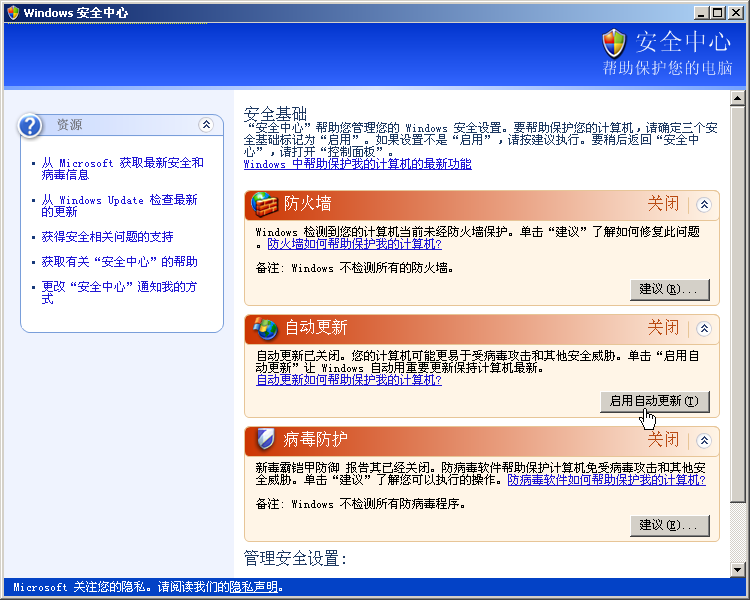 Windows 安全中心
安全中心
帮助保护您的电脑
资源
从 Microsoft 获取最新安全和
病毒信息
从 Windows Update 检查最新
的更新
获得安全相关问题的支持
获取有关“安全中心”的帮助
更改“安全中心”通知我的方
式
安全基础
“安全中心”帮助您管理您的 Windows 安全设置。要帮助保护您的计算机，请确定三个安
全基础标记为“启用”。如果设置不是“启用”，请按建议执行。要稍后返回“安全中
心”，请打开“控制面板”。
Windows 中帮助保护我的计算机的最新功能
防火墙 关闭
Windows 检测到您的计算机当前未经防火墙保护。单击“建议”了解如何修复此问题
。防火墙如何帮助保护我的计算机?
备注: Windows 不检测所有的防火墙。
建议(R)...
自动更新 关闭
自动更新已关闭。您的计算机可能更易于受病毒攻击和其他安全威胁。单击“启用自
动更新”让 Windows 自动用重要更新保持计算机最新。
自动更新如何帮助保护我的计算机?
启用自动更新(T)
病毒防护 关闭
新毒霸铠甲防御 报告其已经关闭。防病毒软件帮助保护计算机免受病毒攻击和其他安
全威胁。单击“建议”了解您可以执行的操作。防病毒软件如何帮助保护我的计算机?
备注: Windows 不检测所有防病毒程序。
建议(E)...
管理安全设置:
Microsoft 关注您的隐私。请阅读我们的隐私声明。